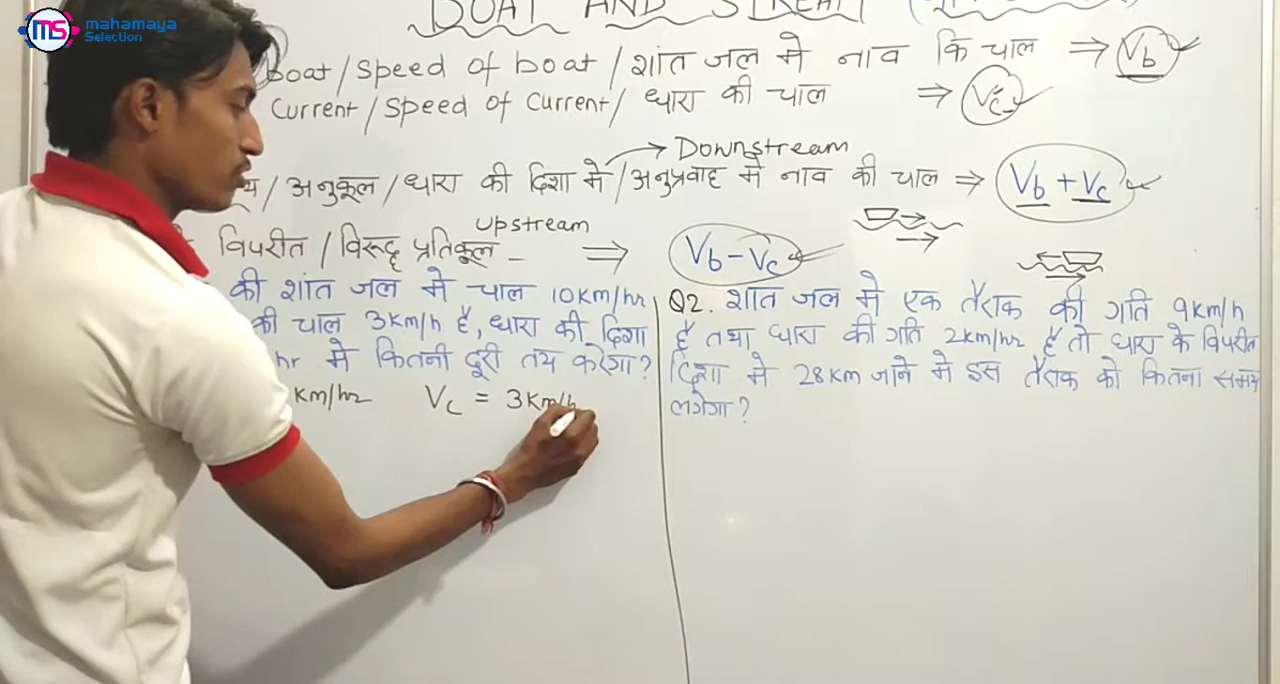 mahamaya
Selection
BOAT AND STREAM
boat/Speed of boat/शांत जल मे नाव कि चाल ⇒ Vb
Current/Speed of Current/ धारा की चाल ⇒ Vc
→ Downstream
/अनुकूल/धारा की दिशा मे/अनुप्रवाह मे नाव की चाल ⇒ Vb + Vc
Upstream
विपरीत/विरूद्ध प्रतिकूल ⇒ Vb - Vc
की शांत जल मे चाल 10km/hr
की चाल 3km/h है, धारा की दिशा
hr मे कितनी दूरी तय करेगा?
km/hr Vc = 3km/h
Q2. शांत जल मे एक तैराक की गति 9km/h
है तथा धारा की गति 2km/hr है तो धारा के विपरीत
दिशा मे 28km जाने मे इस तैराक को कितना समय
लगेगा?